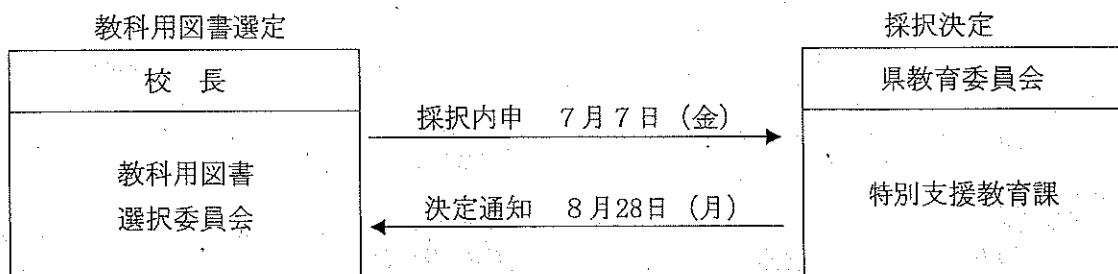 教科用図書選定
校　長
教科用図書
選択委員会
採択内申　７月７日（金）
決定通知　８月28日（月）
採択決定
県教育委員会
特別支援教育課